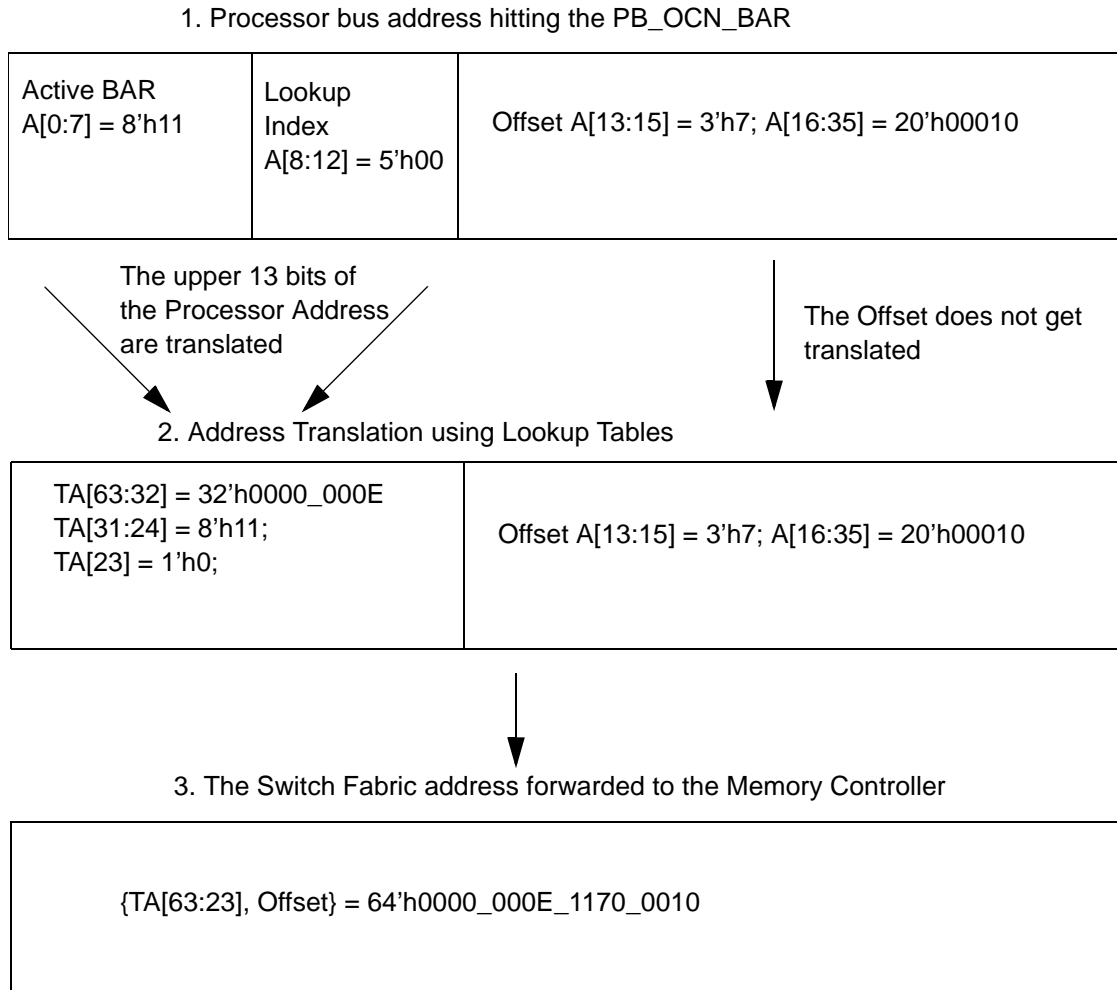 1. Processor bus address hitting the PB_OCN_BAR
Active BAR
A[0:7] = 8'h11
Lookup
Index
A[8:12] = 5'h00
Offset A[13:15] = 3'h7; A[16:35] = 20'h00010
The upper 13 bits of
the Processor Address
are translated
The Offset does not get
translated
2. Address Translation using Lookup Tables
TA[63:32] = 32'h0000_000E
TA[31:24] = 8'h11;
TA[23] = 1'h0;
Offset A[13:15] = 3'h7; A[16:35] = 20'h00010
3. The Switch Fabric address forwarded to the Memory Controller
{TA[63:23], Offset} = 64'h0000_000E_1170_0010